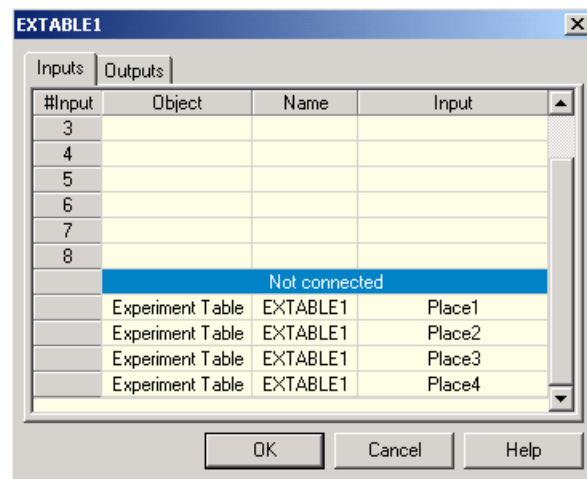 EXTABLE1
Inputs Outputs
#Input Object Name Input
3
4
5
6
7
8
Not connected
Experiment Table EXTABLE1 Place1
Experiment Table EXTABLE1 Place2
Experiment Table EXTABLE1 Place3
Experiment Table EXTABLE1 Place4
OK Cancel Help